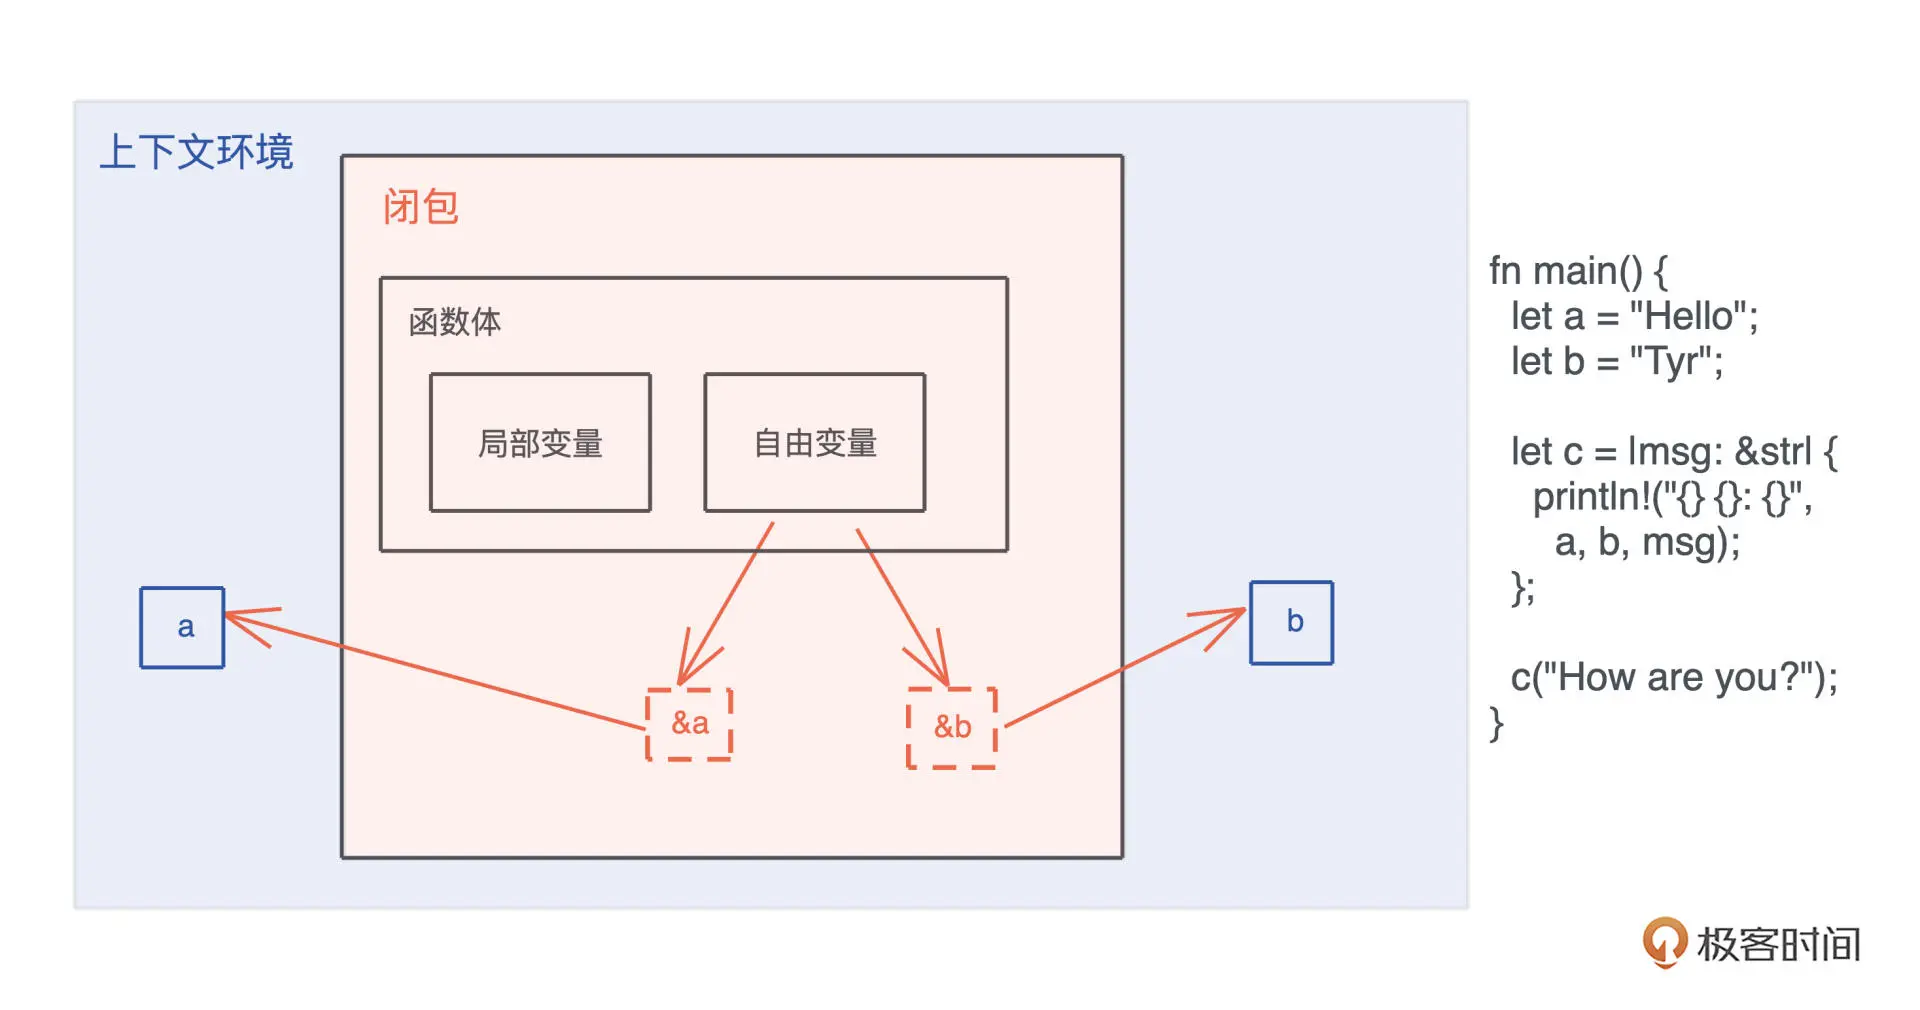 上下文环境
闭包
函数体
局部变量
自由变量
a
&a
&b
b
fn main() {
  let a = "Hello";
  let b = "Tyr";

  let c = |msg: &str| {
    println!("{} {}: {}",
      a, b, msg);
  };

  c("How are you?");
}
极客时间